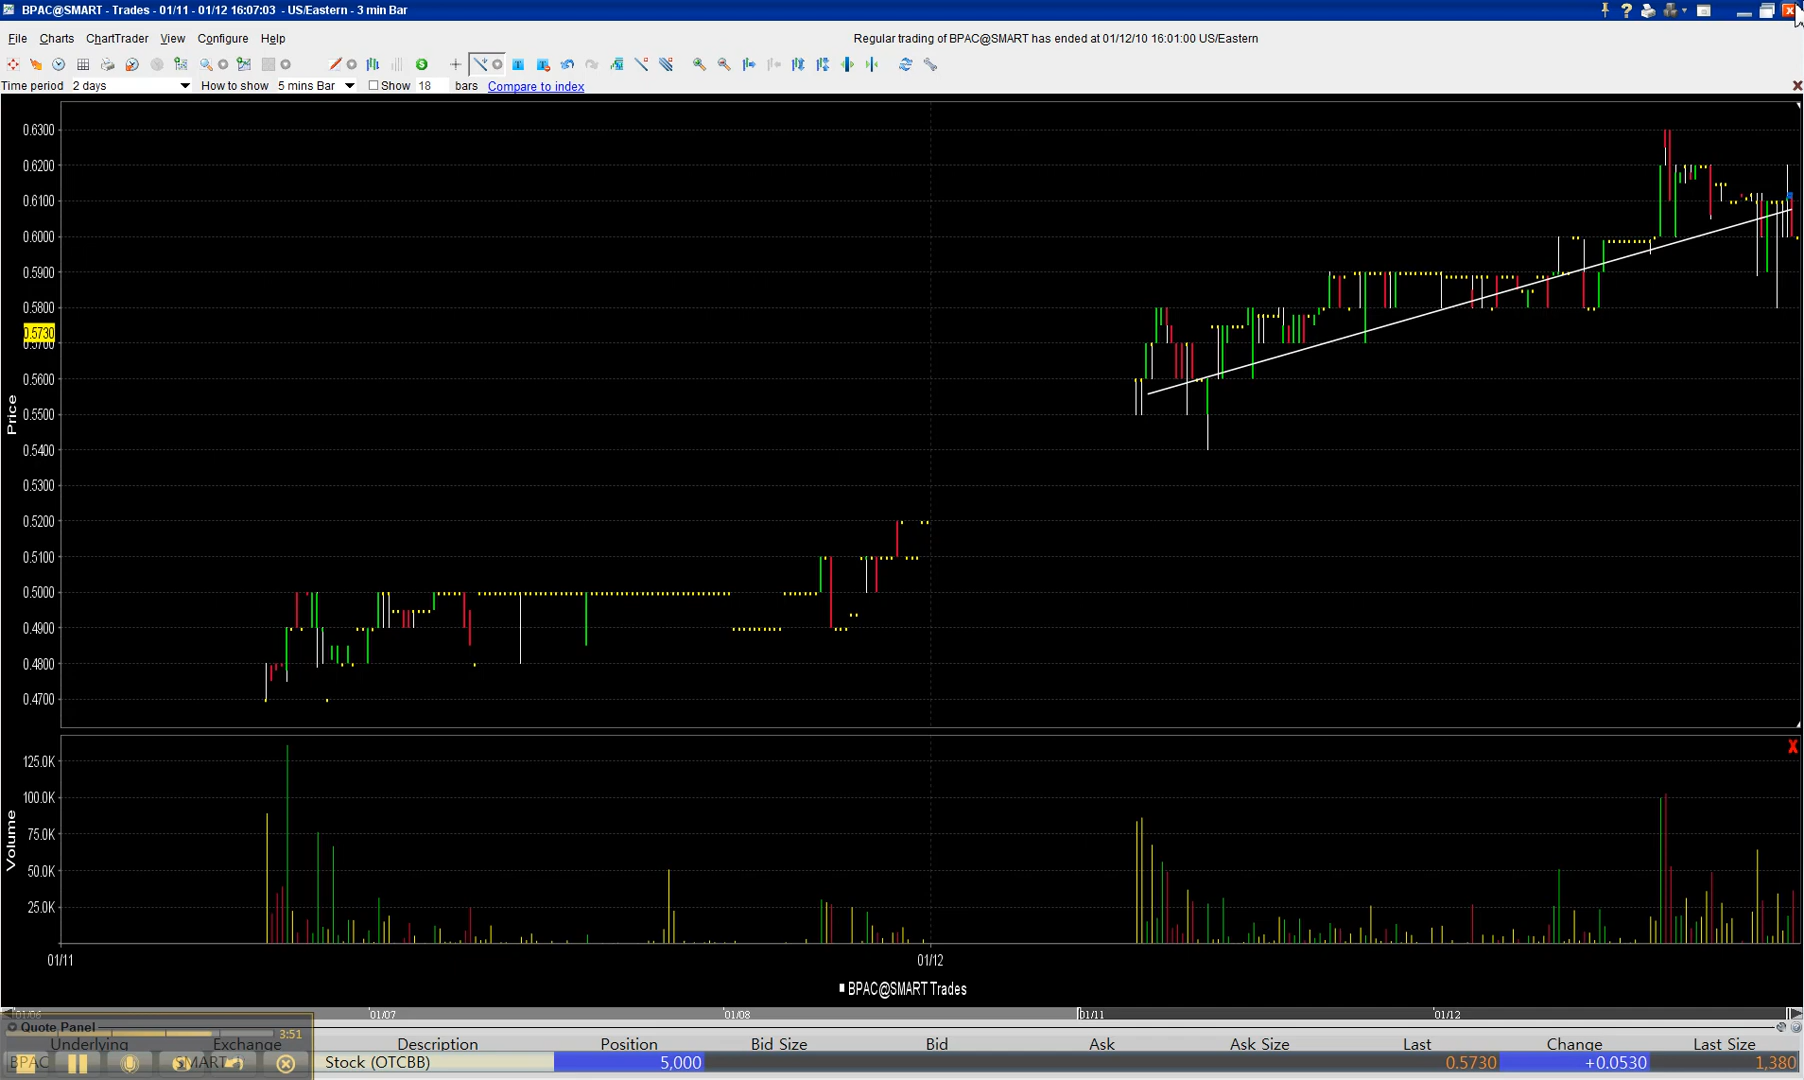 BPAC@SMART - Trades - 01/11 - 01/12 16:07:03 - US/Eastern - 3 min Bar
File Charts ChartTrader View Configure Help
Regular trading of BPAC@SMART has ended at 01/12/10 16:01:00 US/Eastern
Time period 2 days How to show 5 mins Bar Show 18 bars Compare to index
0.6300
0.6200
0.6100
0.6000
0.5900
0.5800
0.5730
0.5700
0.5600
0.5500
0.5400
0.5300
0.5200
0.5100
0.5000
0.4900
0.4800
0.4700
Price
125.0K
100.0K
75.0K
50.0K
25.0K
Volume
X
01/11 01/12
BPAC@SMART Trades
01/06 01/07 01/08 01/11 01/12
Quote Panel 3:51
Underlying Exchange Description Position Bid Size Bid Ask Ask Size Last Change Last Size
BPAC SMART Stock (OTCBB) 5,000 0.5730 +0.0530 1,380